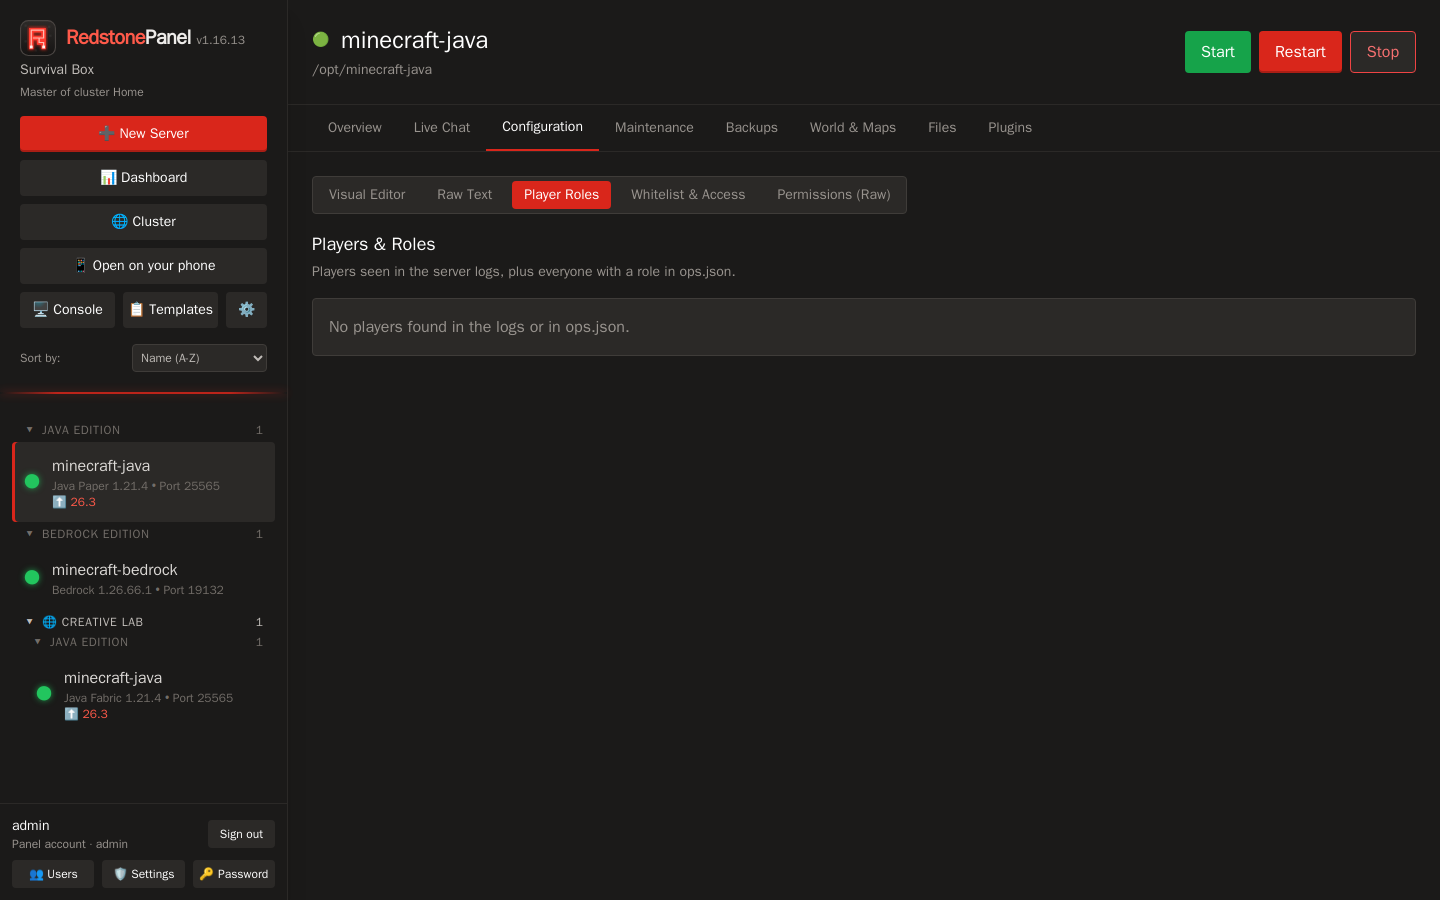 RedstonePanel v1.16.13
Survival Box
Master of cluster Home
➕ New Server
📊 Dashboard
🌐 Cluster
📱 Open on your phone
🖥️ Console
📋 Templates
⚙️
Sort by:
Name (A-Z)
▼ JAVA EDITION 1
minecraft-java
Java Paper 1.21.4 • Port 25565
⬆️ 26.3
▼ BEDROCK EDITION 1
minecraft-bedrock
Bedrock 1.26.66.1 • Port 19132
▼ 🌐 CREATIVE LAB 1
▼ JAVA EDITION 1
minecraft-java
Java Fabric 1.21.4 • Port 25565
⬆️ 26.3
admin
Panel account · admin
Sign out
👥 Users
🛡️ Settings
🔑 Password
minecraft-java
/opt/minecraft-java
Start
Restart
Stop
Overview
Live Chat
Configuration
Maintenance
Backups
World & Maps
Files
Plugins
Visual Editor
Raw Text
Player Roles
Whitelist & Access
Permissions (Raw)
Players & Roles
Players seen in the server logs, plus everyone with a role in ops.json.
No players found in the logs or in ops.json.